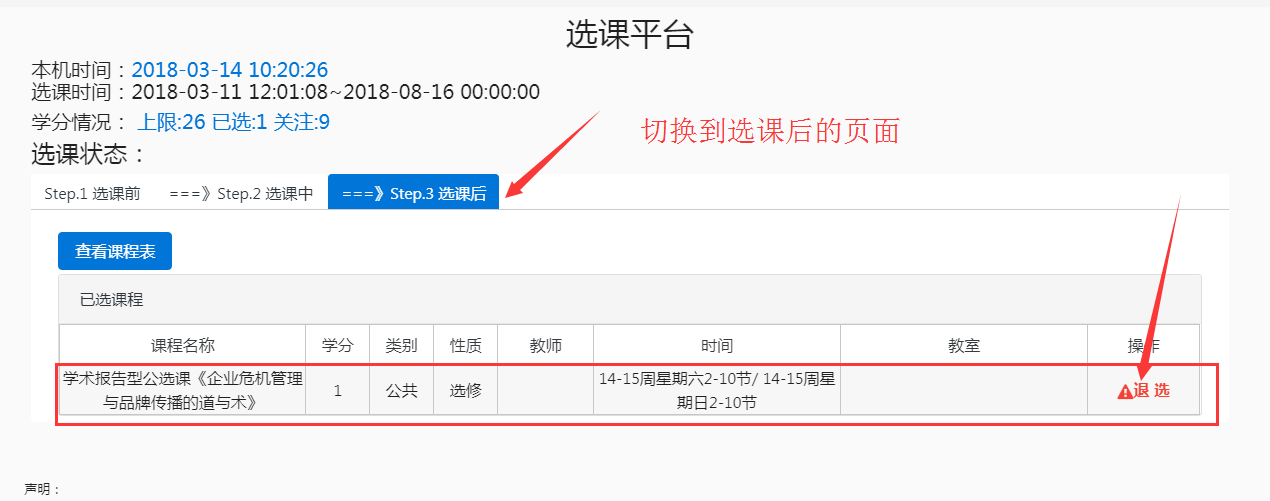 选课平台
本机时间：2018-03-14 10:20:26
选课时间：2018-03-11 12:01:08~2018-08-16 00:00:00
学分情况： 上限:26 已选:1 关注:9
切换到选课后的页面
选课状态：
Step.1 选课前 ===》Step.2 选课中 ===》Step.3 选课后
查看课程表
已选课程
课程名称 学分 类别 性质 教师 时间 教室 操作
学术报告型公选课《企业危机管理与品牌传播的道与术》 1 公共 选修 14-15周星期六2-10节/ 14-15周星期日2-10节 退 选
声明：